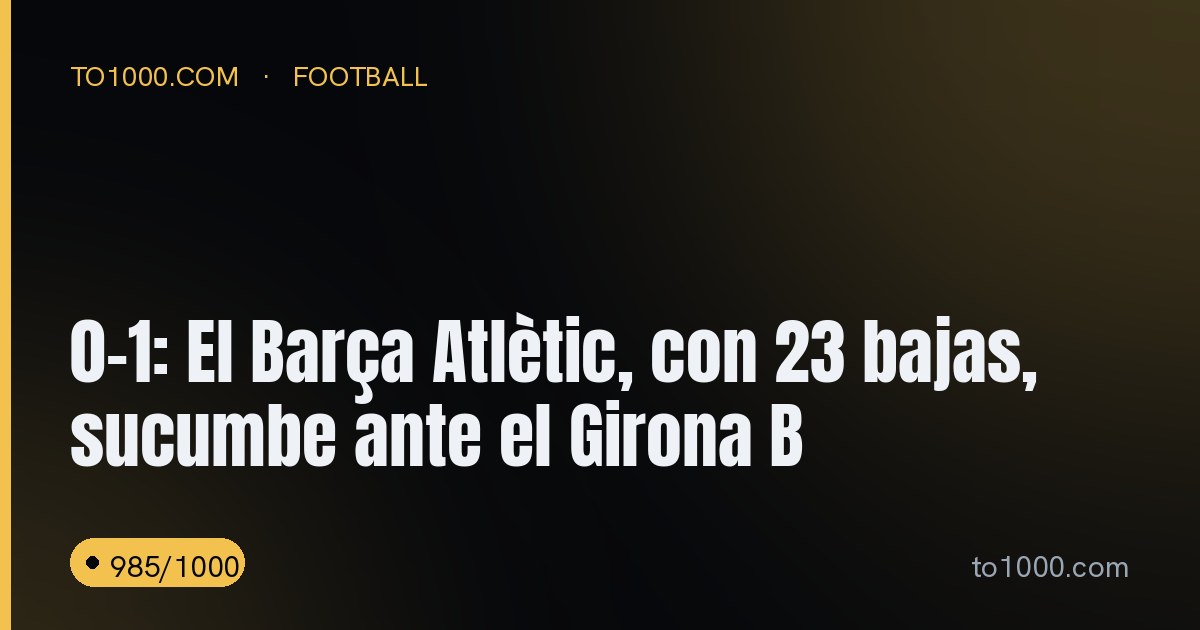 TO1000.COM · FOOTBALL
0-1: El Barça Atlètic, con 23 bajas,
sucumbe ante el Girona B
985/1000
to1000.com